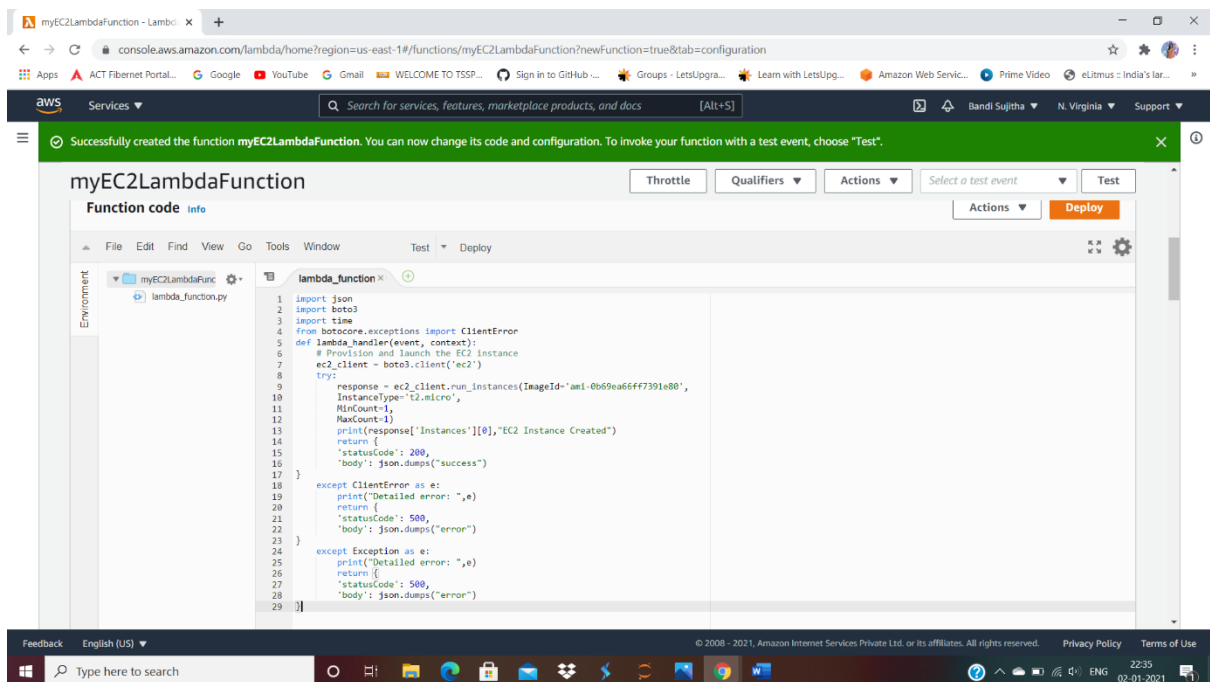 myEC2LambdaFunction - Lambd
console.aws.amazon.com/lambda/home?region=us-east-1#/functions/myEC2LambdaFunction?newFunction=true&tab=configuration
Apps ACT Fibernet Portal... Google YouTube Gmail WELCOME TO TSSP... Sign in to GitHub ·... Groups - LetsUpgra... Learn with LetsUpg... Amazon Web Servic... Prime Video eLitmus :: India's lar... »
aws Services ▼ Search for services, features, marketplace products, and docs [Alt+S] Bandi Sujitha ▼ N. Virginia ▼ Support ▼
Successfully created the function myEC2LambdaFunction. You can now change its code and configuration. To invoke your function with a test event, choose "Test".
myEC2LambdaFunction Throttle Qualifiers ▼ Actions ▼ Select a test event ▼ Test
Function code Info Actions ▼ Deploy
File Edit Find View Go Tools Window Test ▼ Deploy
Environment
myEC2LambdaFunc
lambda_function.py
lambda_function ×
1 import json
2 import boto3
3 import time
4 from botocore.exceptions import ClientError
5 def lambda_handler(event, context):
6 # Provision and launch the EC2 instance
7 ec2_client = boto3.client('ec2')
8 try:
9 response = ec2_client.run_instances(ImageId='ami-0b69ea66ff7391e80',
10 InstanceType='t2.micro',
11 MinCount=1,
12 MaxCount=1)
13 print(response['Instances'][0],"EC2 Instance Created")
14 return {
15 'statusCode': 200,
16 'body': json.dumps("success")
17 }
18 except ClientError as e:
19 print("Detailed error: ",e)
20 return {
21 'statusCode': 500,
22 'body': json.dumps("error")
23 }
24 except Exception as e:
25 print("Detailed error: ",e)
26 return {
27 'statusCode': 500,
28 'body': json.dumps("error")
29 }
Feedback English (US) ▼ © 2008 - 2021, Amazon Internet Services Private Ltd. or its affiliates. All rights reserved. Privacy Policy Terms of Use
Type here to search ENG 22:35
02-01-2021